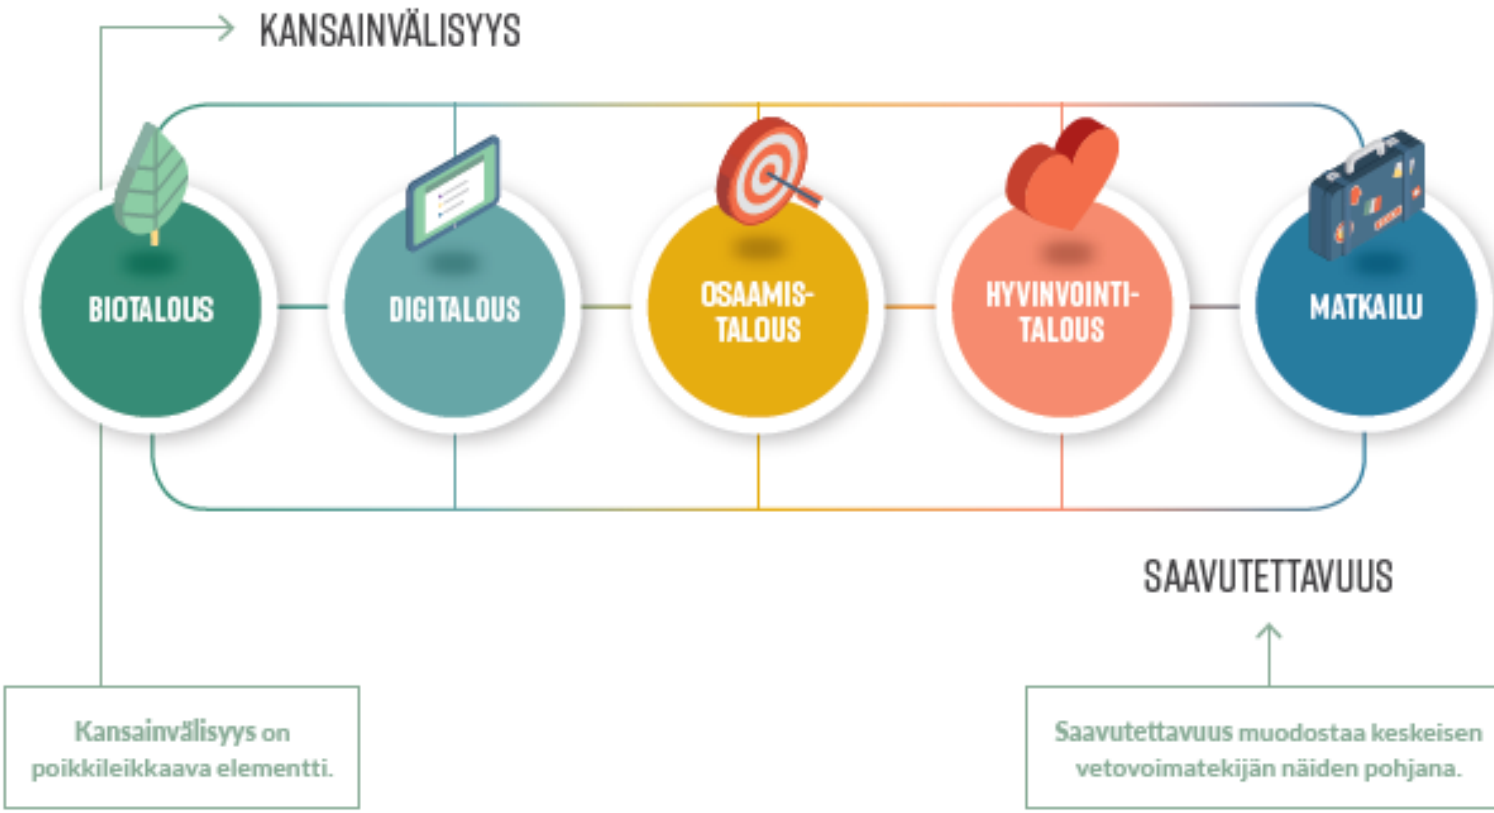 KANSAINVÄLISYYS
BIOTALOUS
DIGITALOUS
OSAAMIS-
TALOUS
HYVINVOINTI-
TALOUS
MATKAILU
SAAVUTETTAVUUS
Kansainvälisyys on
poikkileikkaava elementti.
Saavutettavuus muodostaa keskeisen
vetovoimatekijän näiden pohjana.